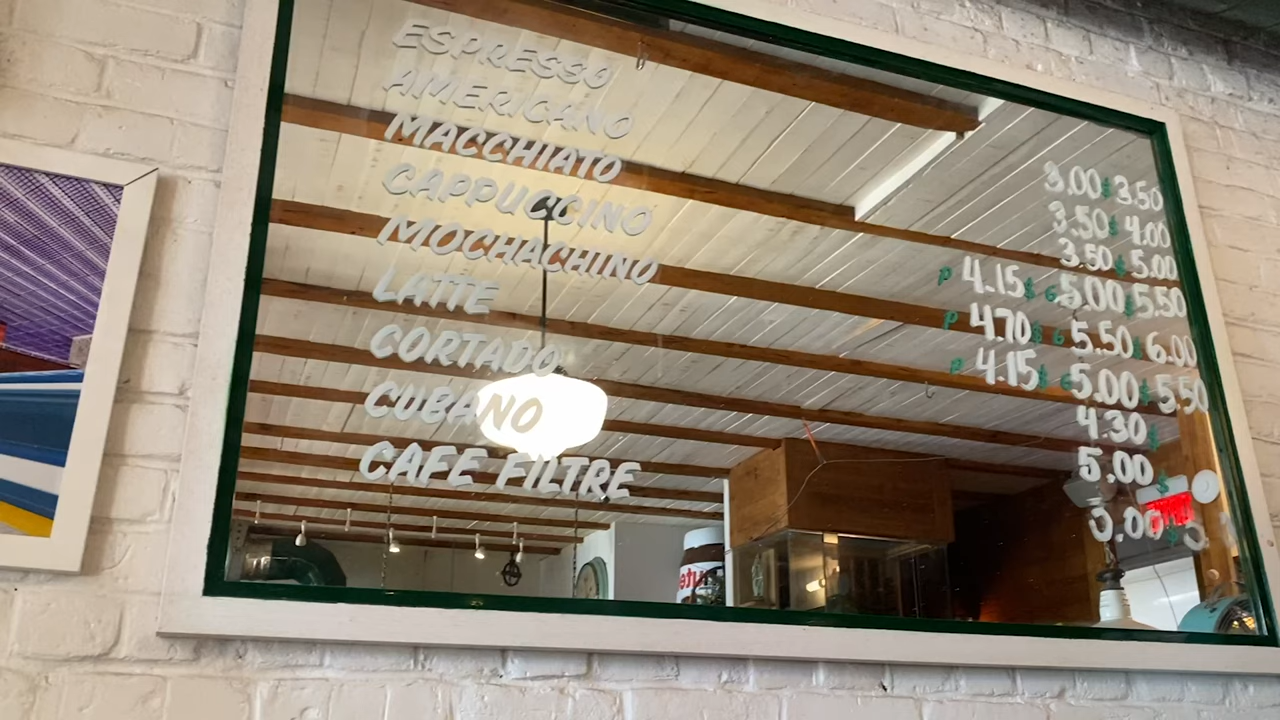 ESPRESSO 3.00 $ 3.50
AMERICANO 3.50 $ 4.00
MACCHIATO 3.50 $ 5.00
CAPPUCCINO P 4.15 $ G 5.00 $ 5.50
MOCHACHINO P 4.70 $ G 5.50 $ 6.00
LATTE P 4.15 $ G 5.00 $ 5.50
CORTADO 4.30 $
CUBANO 5.00 $
CAFE FILTRE